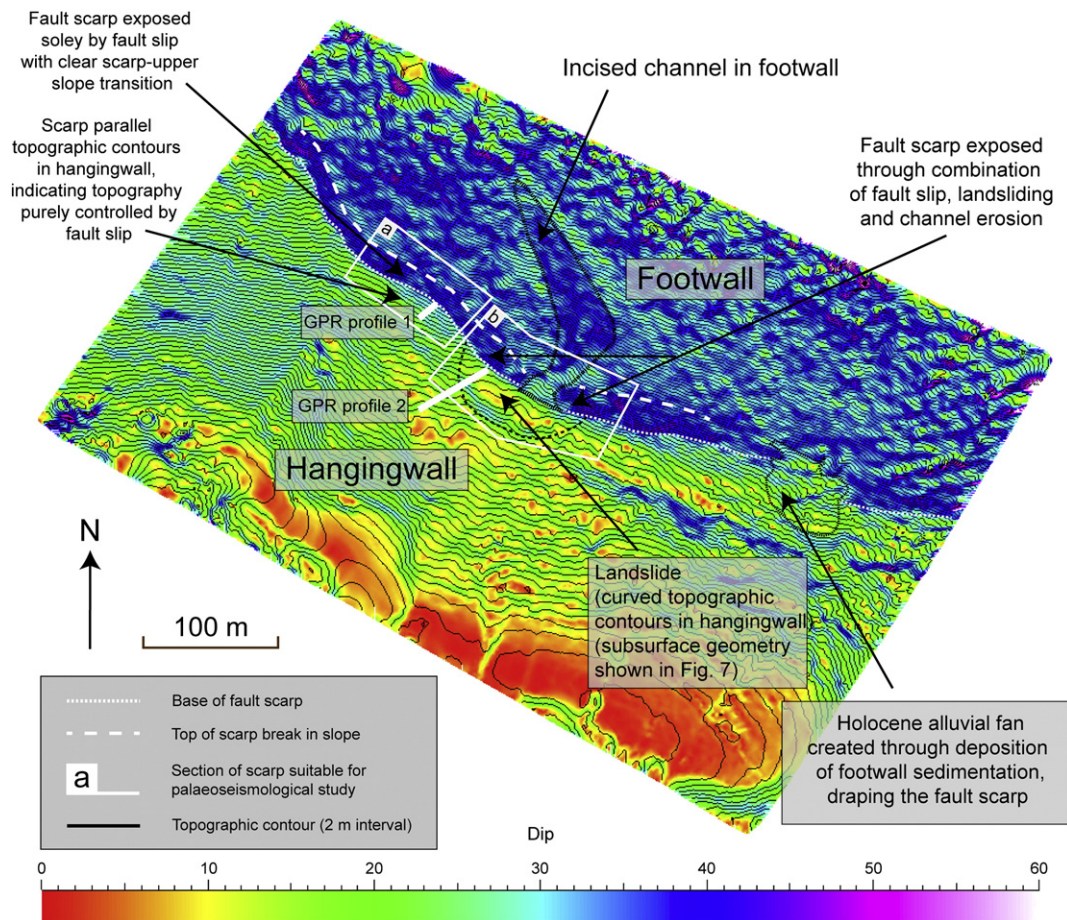 Fault scarp exposed
soley by fault slip
with clear scarp-upper
slope transition
Incised channel in footwall
Scarp parallel
topographic contours
in hangingwall,
indicating topography
purely controlled by
fault slip
Fault scarp exposed
through combination
of fault slip, landsliding
and channel erosion
a
Footwall
GPR profile 1
b
GPR profile 2
Hangingwall
N
100 m
Landslide
(curved topographic
contours in hangingwall)
(subsurface geometry
shown in Fig. 7)
Holocene alluvial fan
created through deposition
of footwall sedimentation,
draping the fault scarp
Base of fault scarp
Top of scarp break in slope
a
Section of scarp suitable for
palaeoseismological study
Topographic contour (2 m interval)
Dip
0 10 20 30 40 50 60